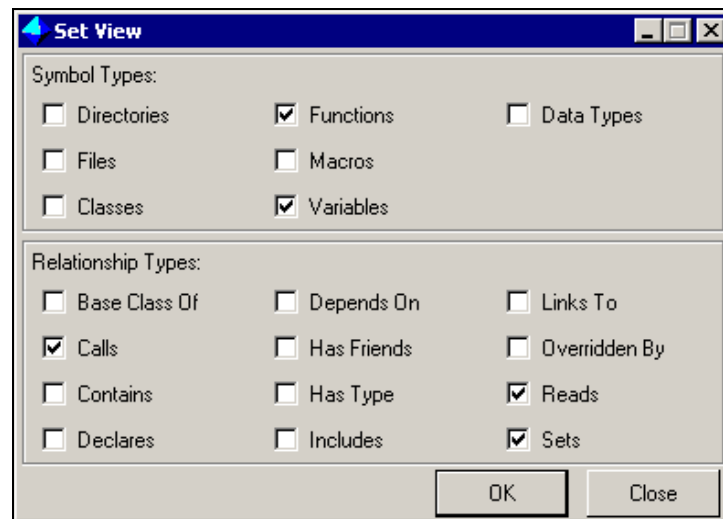 Set View
Symbol Types:
Directories Functions Data Types
Files Macros
Classes Variables
Relationship Types:
Base Class Of Depends On Links To
Calls Has Friends Overridden By
Contains Has Type Reads
Declares Includes Sets
OK Close